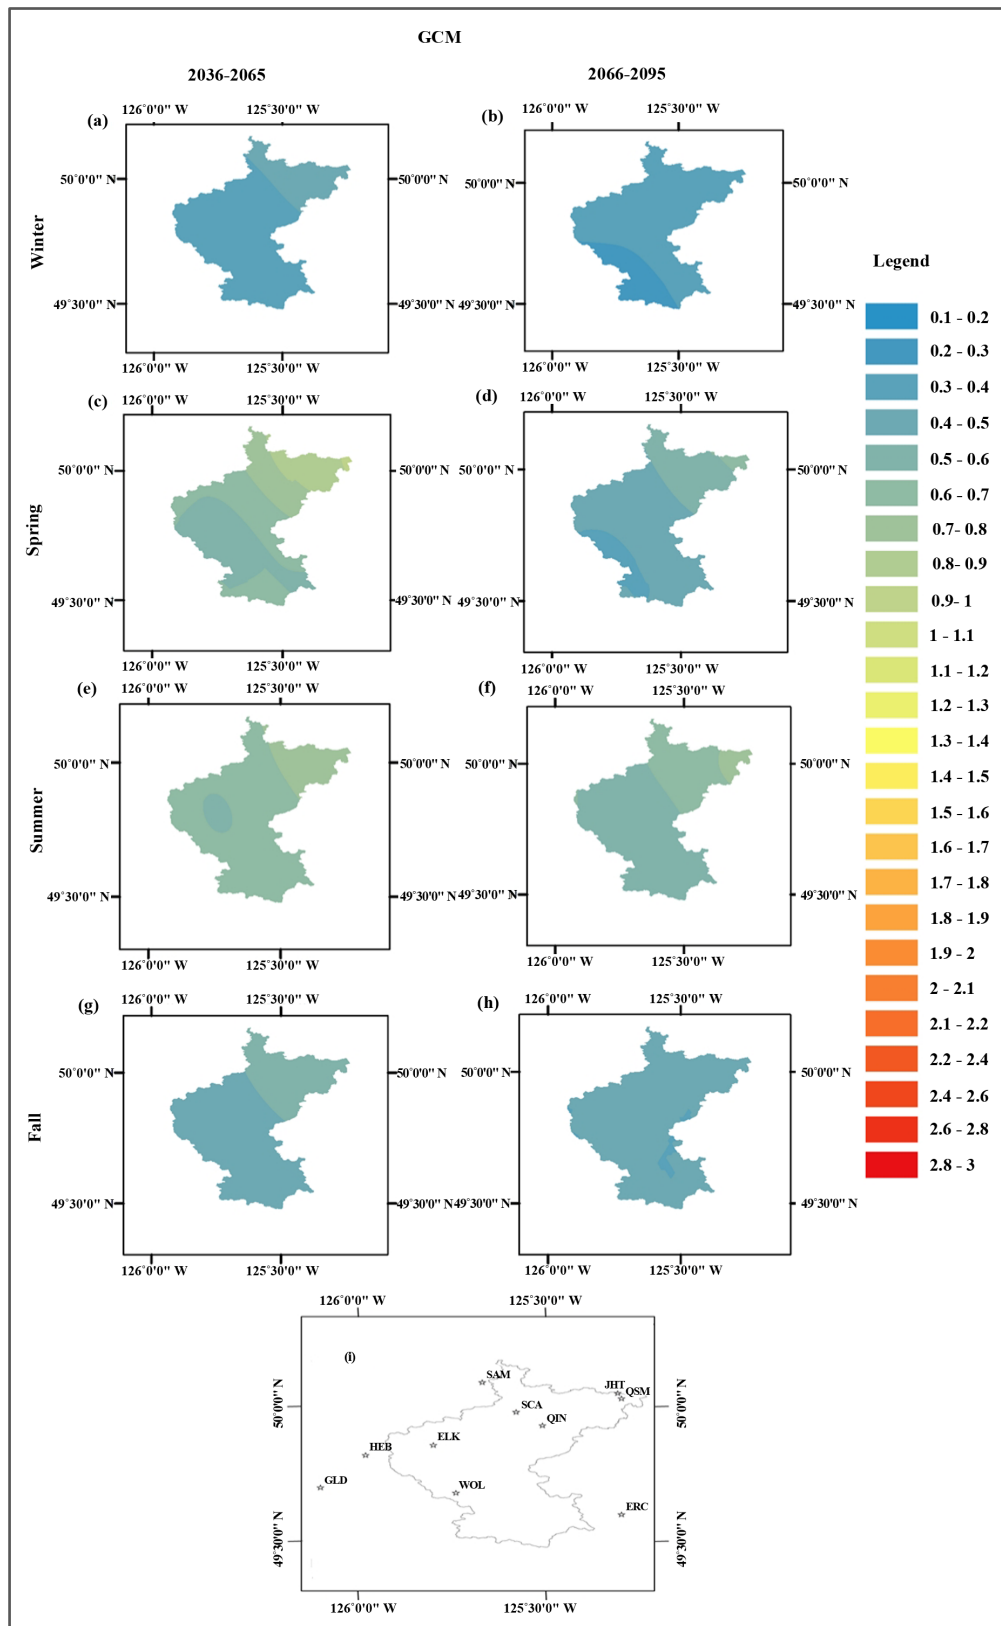 GCM
2036-2065 2066-2095
(a) 126°0'0" W 125°30'0" W (b) 126°0'0" W 125°30'0" W
50°0'0" N 50°0'0" N 50°0'0" N 50°0'0" N
Winter
49°30'0" N 49°30'0" N 49°30'0" N 49°30'0" N
126°0'0" W 125°30'0" W 126°0'0" W 125°30'0" W
(c) 126°0'0" W 125°30'0" W (d) 126°0'0" W 125°30'0" W
50°0'0" N 50°0'0" N 50°0'0" N 50°0'0" N
Spring
49°30'0" N 49°30'0" N 49°30'0" N 49°30'0" N
126°0'0" W 125°30'0" W 126°0'0" W 125°30'0" W
(e) 126°0'0" W 125°30'0" W (f) 126°0'0" W 125°30'0" W
50°0'0" N 50°0'0" N 50°0'0" N 50°0'0" N
Summer
49°30'0" N 49°30'0" N 49°30'0" N 49°30'0" N
126°0'0" W 125°30'0" W 126°0'0" W 125°30'0" W
(g) 126°0'0" W 125°30'0" W (h) 126°0'0" W 125°30'0" W
50°0'0" N 50°0'0" N 50°0'0" N 50°0'0" N
Fall
49°30'0" N 49°30'0" N 49°30'0" N 49°30'0" N
126°0'0" W 125°30'0" W 126°0'0" W 125°30'0" W
Legend
0.1 - 0.2
0.2 - 0.3
0.3 - 0.4
0.4 - 0.5
0.5 - 0.6
0.6 - 0.7
0.7- 0.8
0.8- 0.9
0.9- 1
1 - 1.1
1.1 - 1.2
1.2 - 1.3
1.3 - 1.4
1.4 - 1.5
1.5 - 1.6
1.6 - 1.7
1.7 - 1.8
1.8 - 1.9
1.9 - 2
2 - 2.1
2.1 - 2.2
2.2 - 2.4
2.4 - 2.6
2.6 - 2.8
2.8 - 3
126°0'0" W 125°30'0" W
(i)
SAM
JHT
QSM
50°0'0" N 50°0'0" N
SCA
QIN
ELK
HEB
GLD
WOL
ERC
49°30'0" N 49°30'0" N
126°0'0" W 125°30'0" W